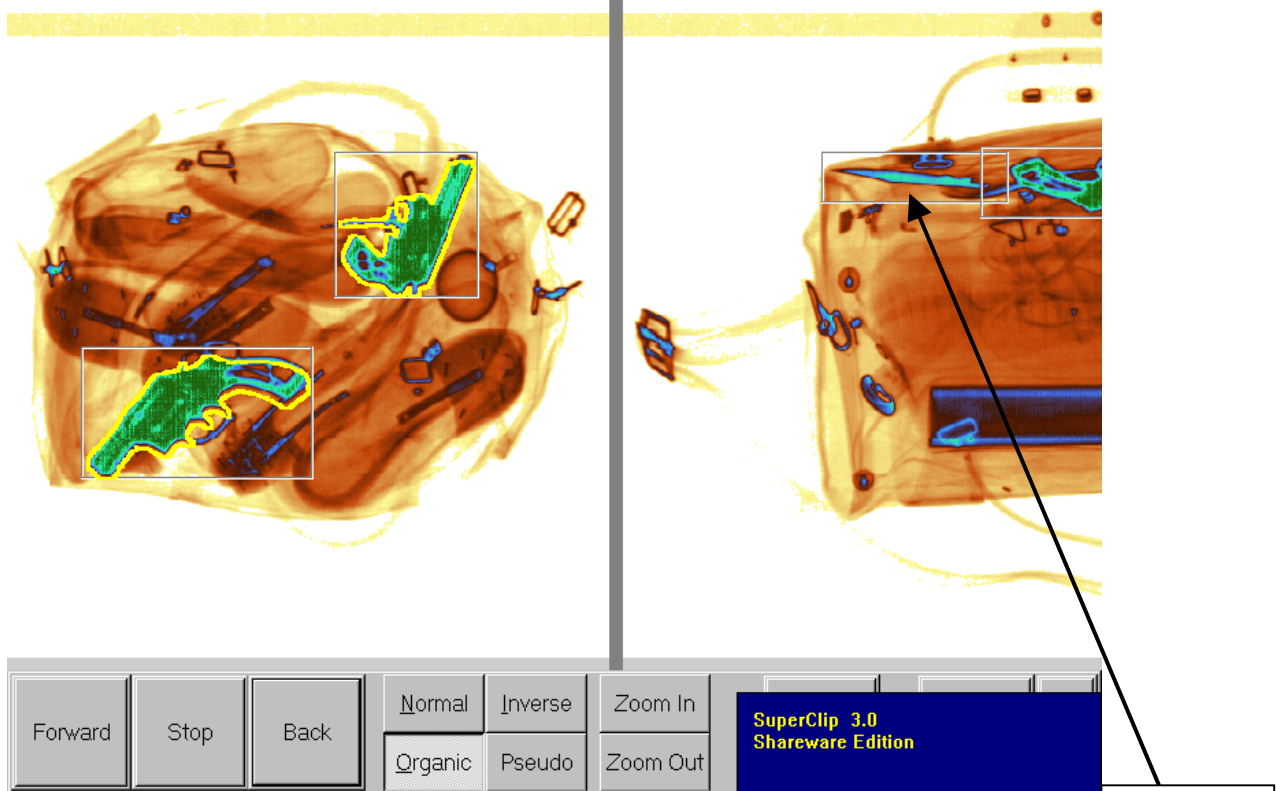 Forward
Stop
Back
Normal
Inverse
Zoom In
Organic
Pseudo
Zoom Out
SuperClip 3.0
Shareware Edition